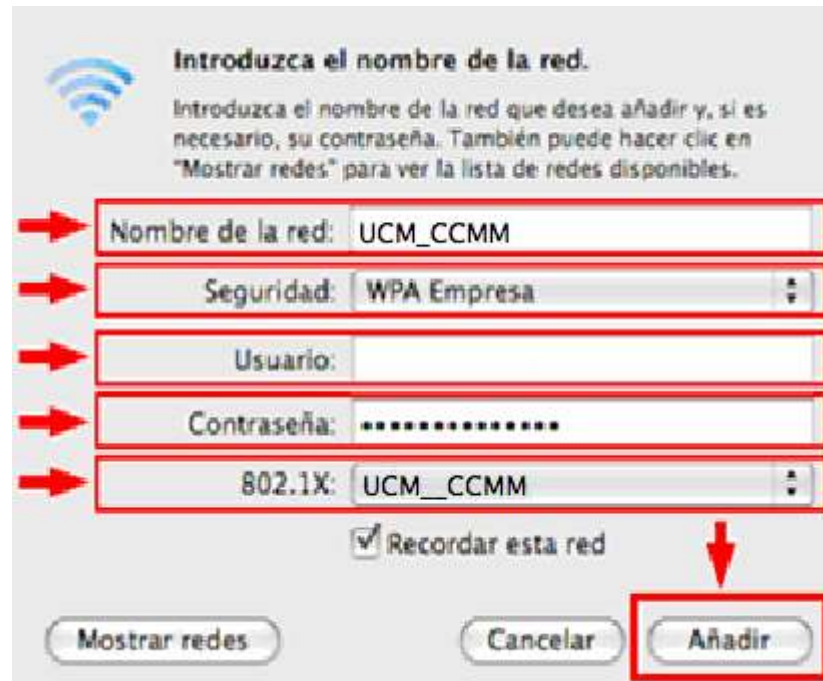 Introduzca el nombre de la red.
Introduzca el nombre de la red que desea añadir y, si es
necesario, su contraseña. También puede hacer clic en
"Mostrar redes" para ver la lista de redes disponibles.
Nombre de la red: UCM_CCMM
Seguridad: WPA Empresa
Usuario:
Contraseña: ••••••••••••••
802.1X: UCM__CCMM
Recordar esta red
Mostrar redes Cancelar Añadir